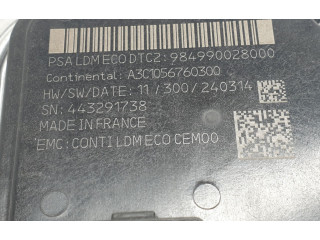 PSA LDM ECO DTC2: 984990028000
Continental: A3C1056760300
HW/SW/DATE: 11/300/240314
SN: 443291738
MADE IN FRANCE
EMC: CONTI LDM ECO CEM00